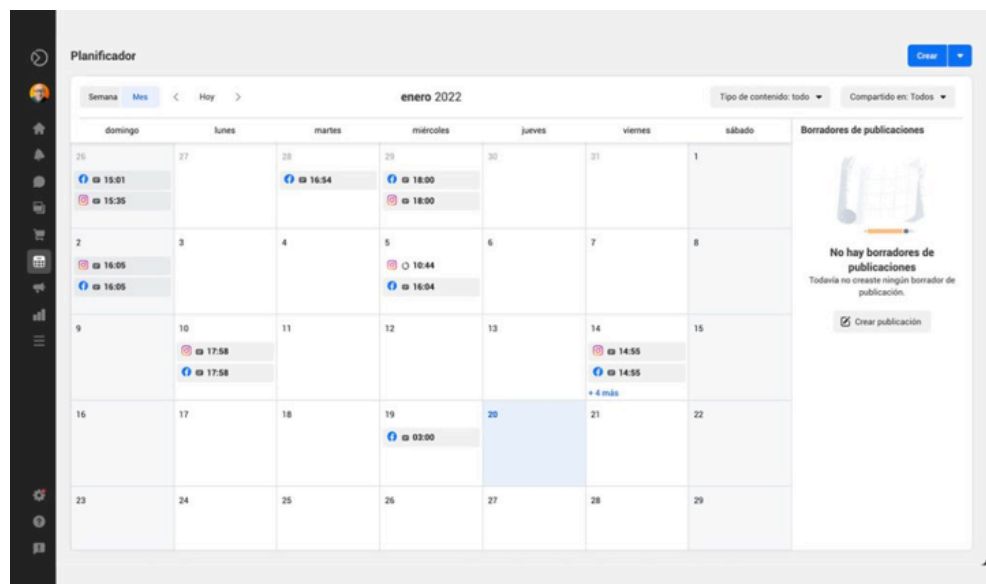 Planificador
Crear
Semana Mes Hoy enero 2022 Tipo de contenido: todo Compartido en: Todos
domingo lunes martes miércoles jueves viernes sábado Borradores de publicaciones
26 27 28 29 30 31 1
15:01 16:54 18:00
15:35 18:00
2 3 4 5 6 7 8
16:05 10:44
16:05 16:04
No hay borradores de
publicaciones
Todavía no creaste ningún borrador de
publicación.
Crear publicación
9 10 11 12 13 14 15
17:58 14:55
17:58 14:55
+ 4 más
16 17 18 19 20 21 22
03:00
23 24 25 26 27 28 29